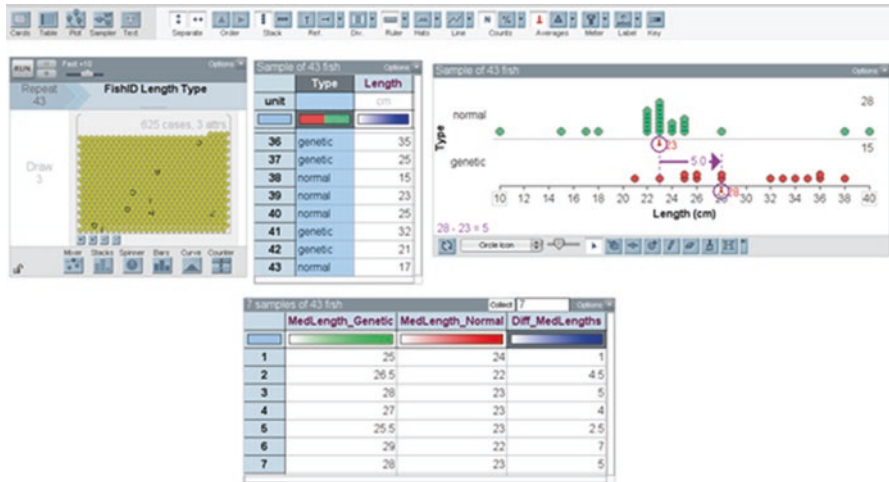 Cards Table Plot Sampler Text Separate Order Stack Ref. Div. Ruler Hats Line Counts Averages Meter Label Key
N %
RUN Fast ×10 Options
Repeat 43 FishID Length Type
625 cases, 3 attrs
Draw 3
Mixer Stacks Spinner Bars Curve Counter
Sample of 43 fish Options
Type Length
unit cm
36 genetic 35
37 genetic 25
38 normal 15
39 normal 23
40 normal 25
41 genetic 32
42 genetic 21
43 normal 17
Sample of 43 fish Options
Type
normal 28
23
genetic 15
5.0
28
10 12 14 16 18 20 22 24 26 28 30 32 34 36 38 40
Length (cm)
28 - 23 = 5
Circle Icon
7 samples of 43 fish Collect 7 Options
MedLength_Genetic MedLength_Normal Diff_MedLengths
1 25 24 1
2 26.5 22 4.5
3 28 23 5
4 27 23 4
5 25.5 23 2.5
6 29 22 7
7 28 23 5